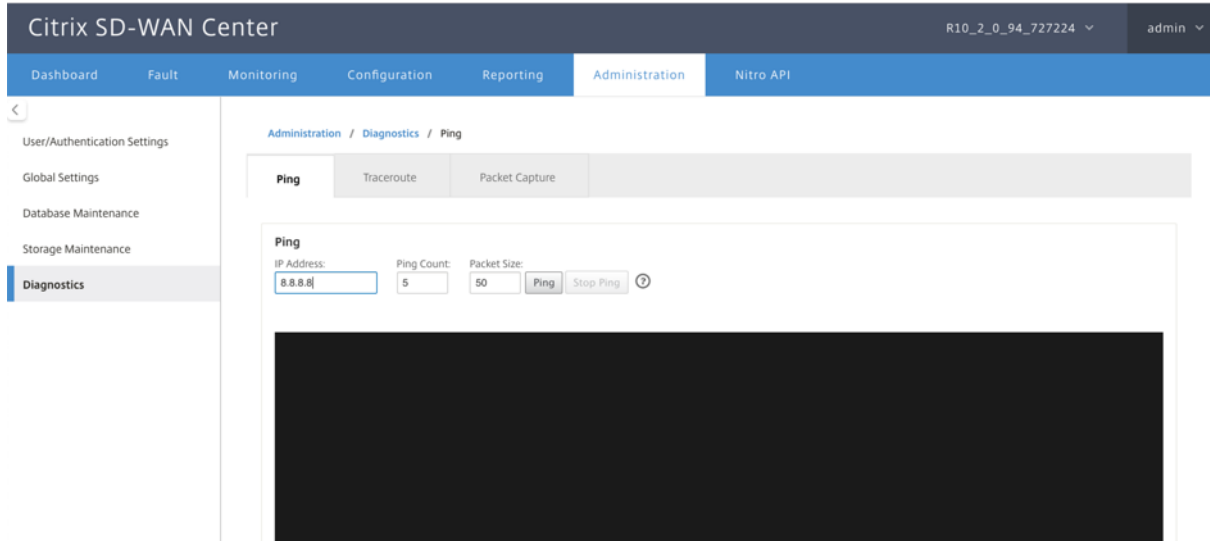 Citrix SD-WAN Center
R10_2_0_94_727224
admin
Dashboard Fault Monitoring Configuration Reporting Administration Nitro API
User/Authentication Settings
Global Settings
Database Maintenance
Storage Maintenance
Diagnostics
Administration / Diagnostics / Ping
Ping Traceroute Packet Capture
Ping
IP Address: Ping Count: Packet Size:
8.8.8.8 5 50 Ping Stop Ping ?